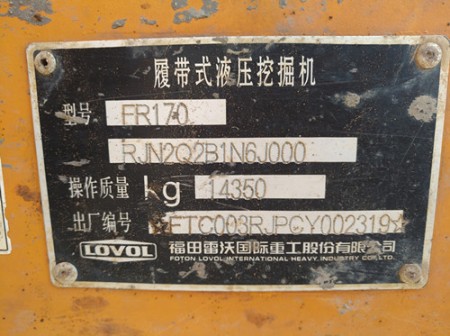 履带式液压挖掘机
型号 FR170
RJN2Q2B1N6J000
操作质量 kg 14350
出厂编号 ☆FTC003RJPCY002319☆
LOVOL 福田雷沃国际重工股份有限公司
FOTON LOVOL INTERNATIONAL HEAVY INDUSTRY CO.,LTD.